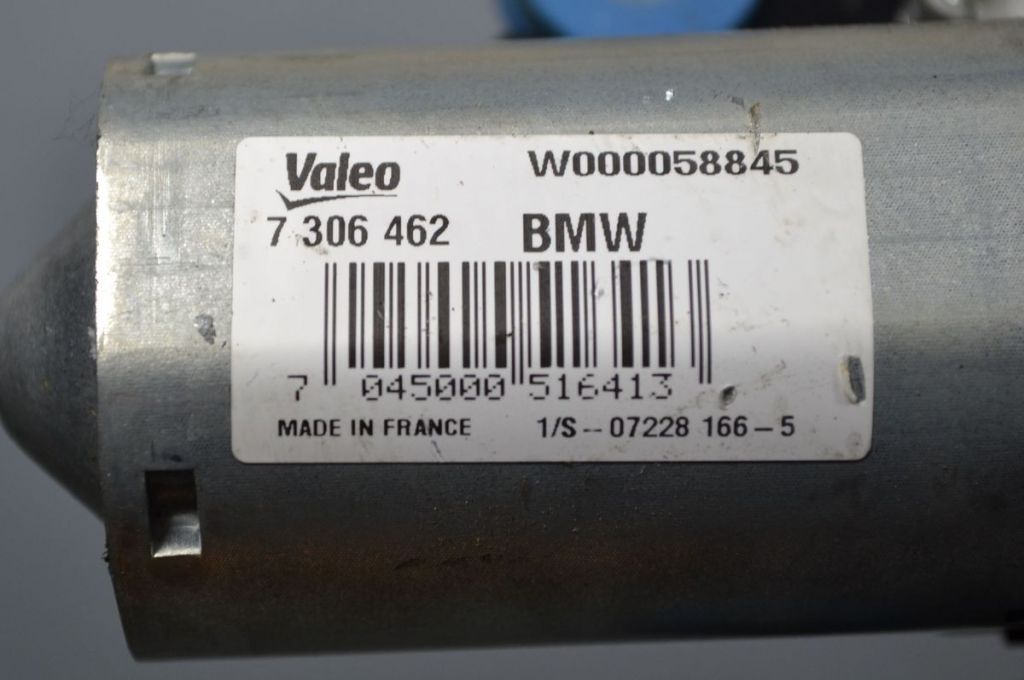 Valeo W000058845
7 306 462 BMW
7 045000 516413
MADE IN FRANCE 1/S -- 07228 166 - 5